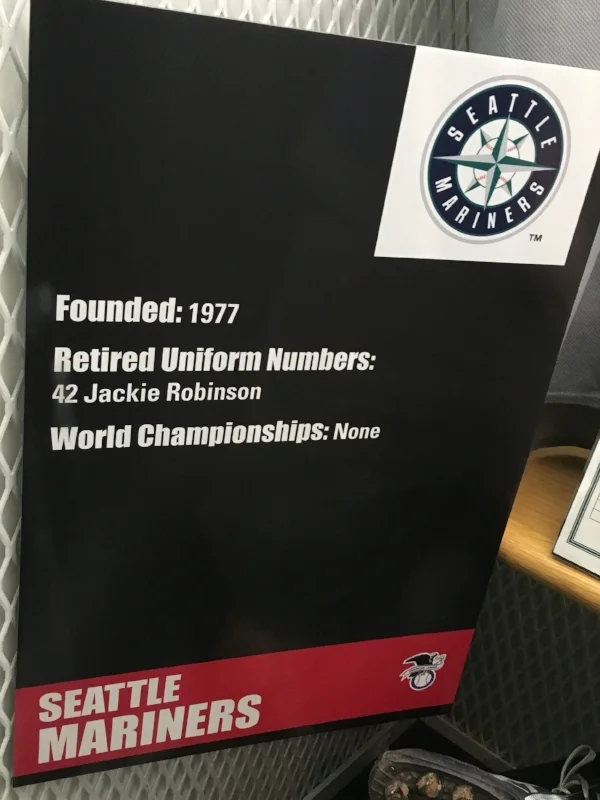 SEATTLE
MARINERS
TM
Founded: 1977
Retired Uniform Numbers:
42 Jackie Robinson
World Championships: None
SEATTLE
MARINERS